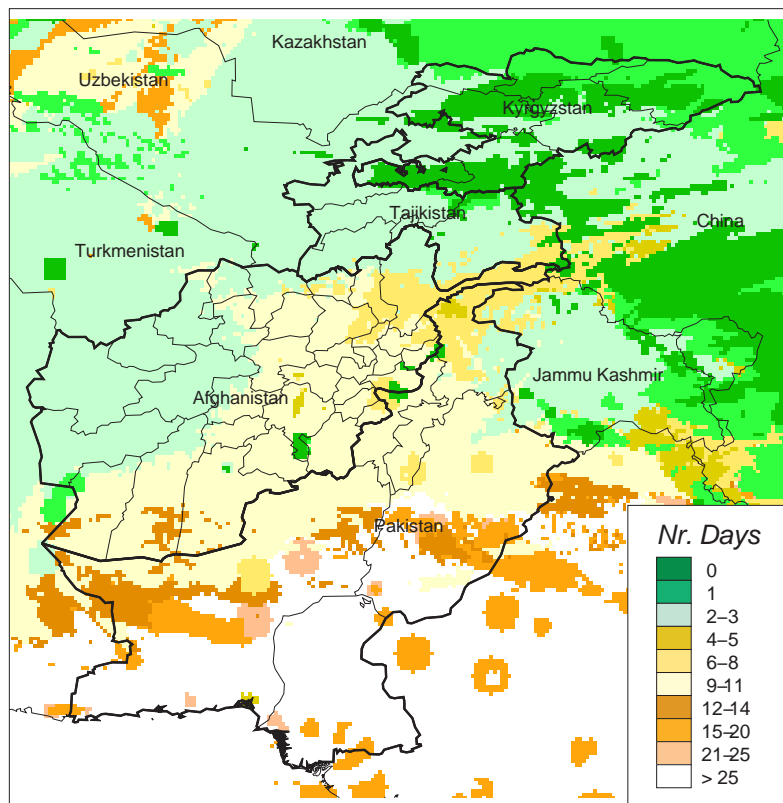 Kazakhstan
Uzbekistan
Kyrgyzstan
Tajikistan
China
Turkmenistan
Jammu Kashmir
Afghanistan
Pakistan
Nr. Days
0
1
2–3
4–5
6–8
9–11
12–14
15–20
21–25
> 25